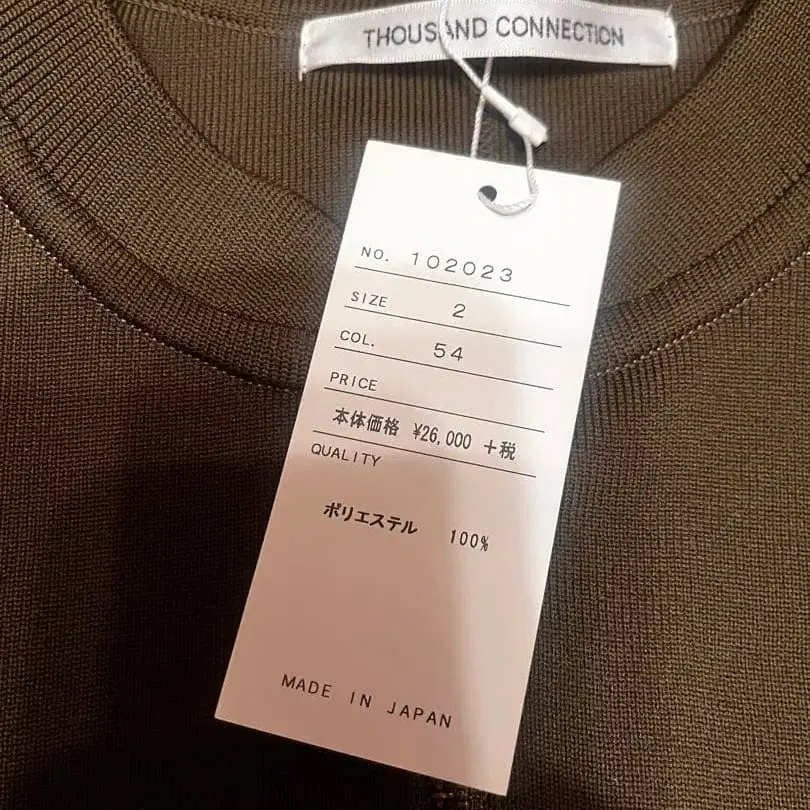 THOUSAND CONNECTION
NO. 102023
SIZE 2
COL. 54
PRICE
本体価格 ¥26,000 +税
QUALITY
ポリエステル 100%
MADE IN JAPAN